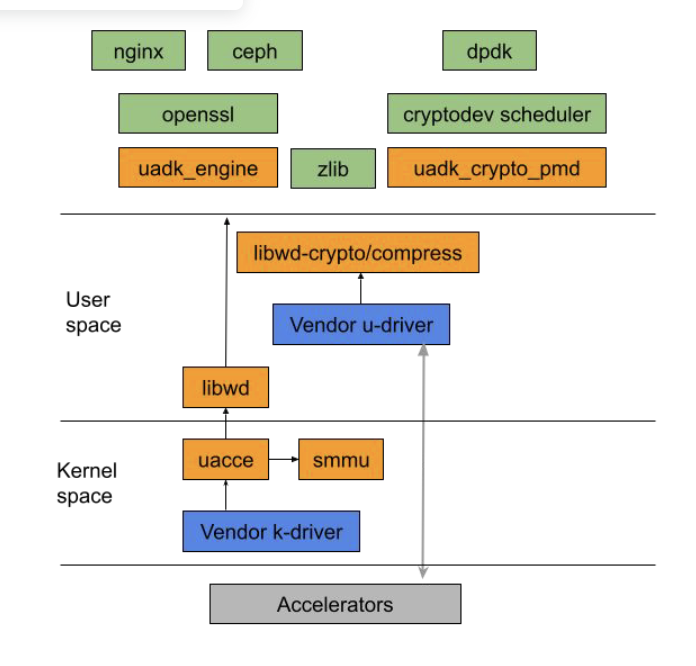 nginx
ceph
dpdk
openssl
cryptodev scheduler
uadk_engine
zlib
uadk_crypto_pmd
libwd-crypto/compress
User
space
Vendor u-driver
libwd
uacce
smmu
Kernel
space
Vendor k-driver
Accelerators